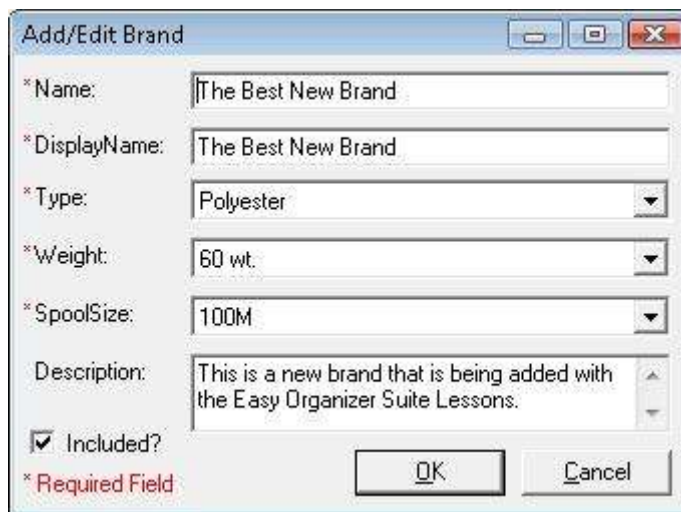 Add/Edit Brand
*Name: The Best New Brand
*DisplayName: The Best New Brand
*Type: Polyester
*Weight: 60 wt.
*SpoolSize: 100M
Description: This is a new brand that is being added with
the Easy Organizer Suite Lessons.
Included?
*Required Field
OK Cancel